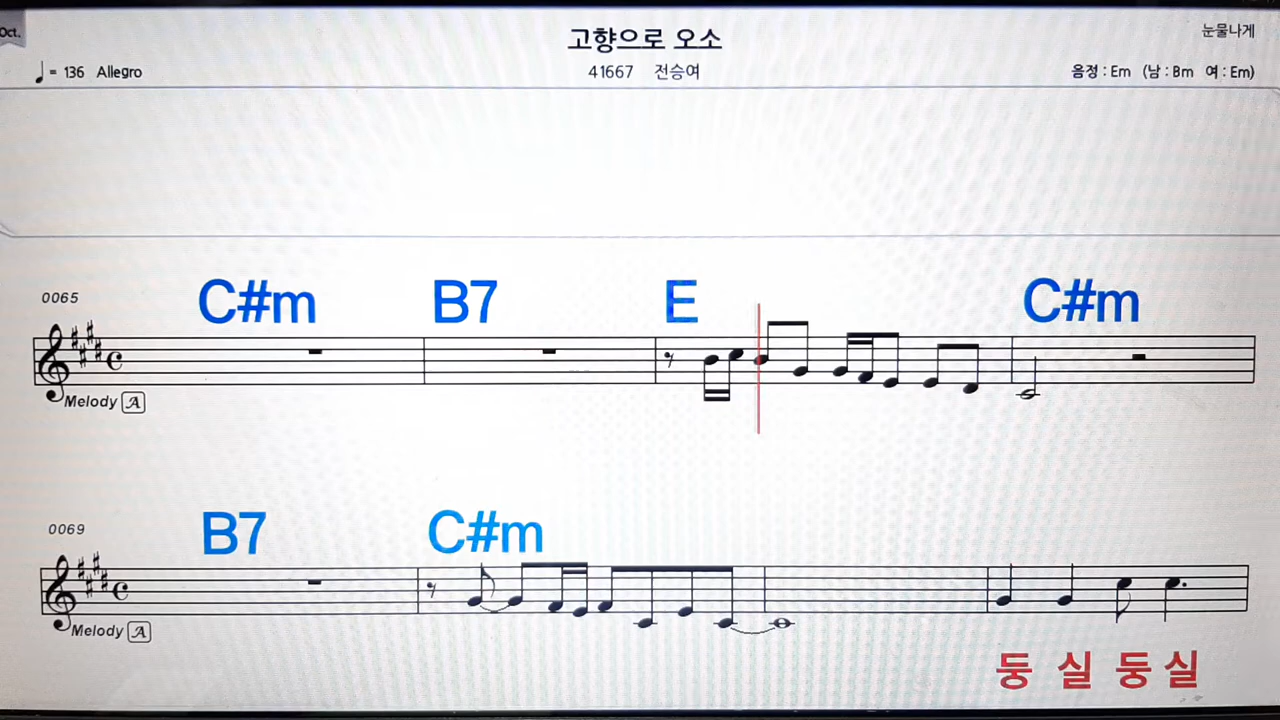 Oct.
고향으로 오소
눈물나게
♩ = 136 Allegro
41667 전승여
음정 : Em (남 : Bm 여 : Em)
0065
C#m B7 E C#m
Melody A
0069
B7 C#m
Melody A
둥 실 둥 실